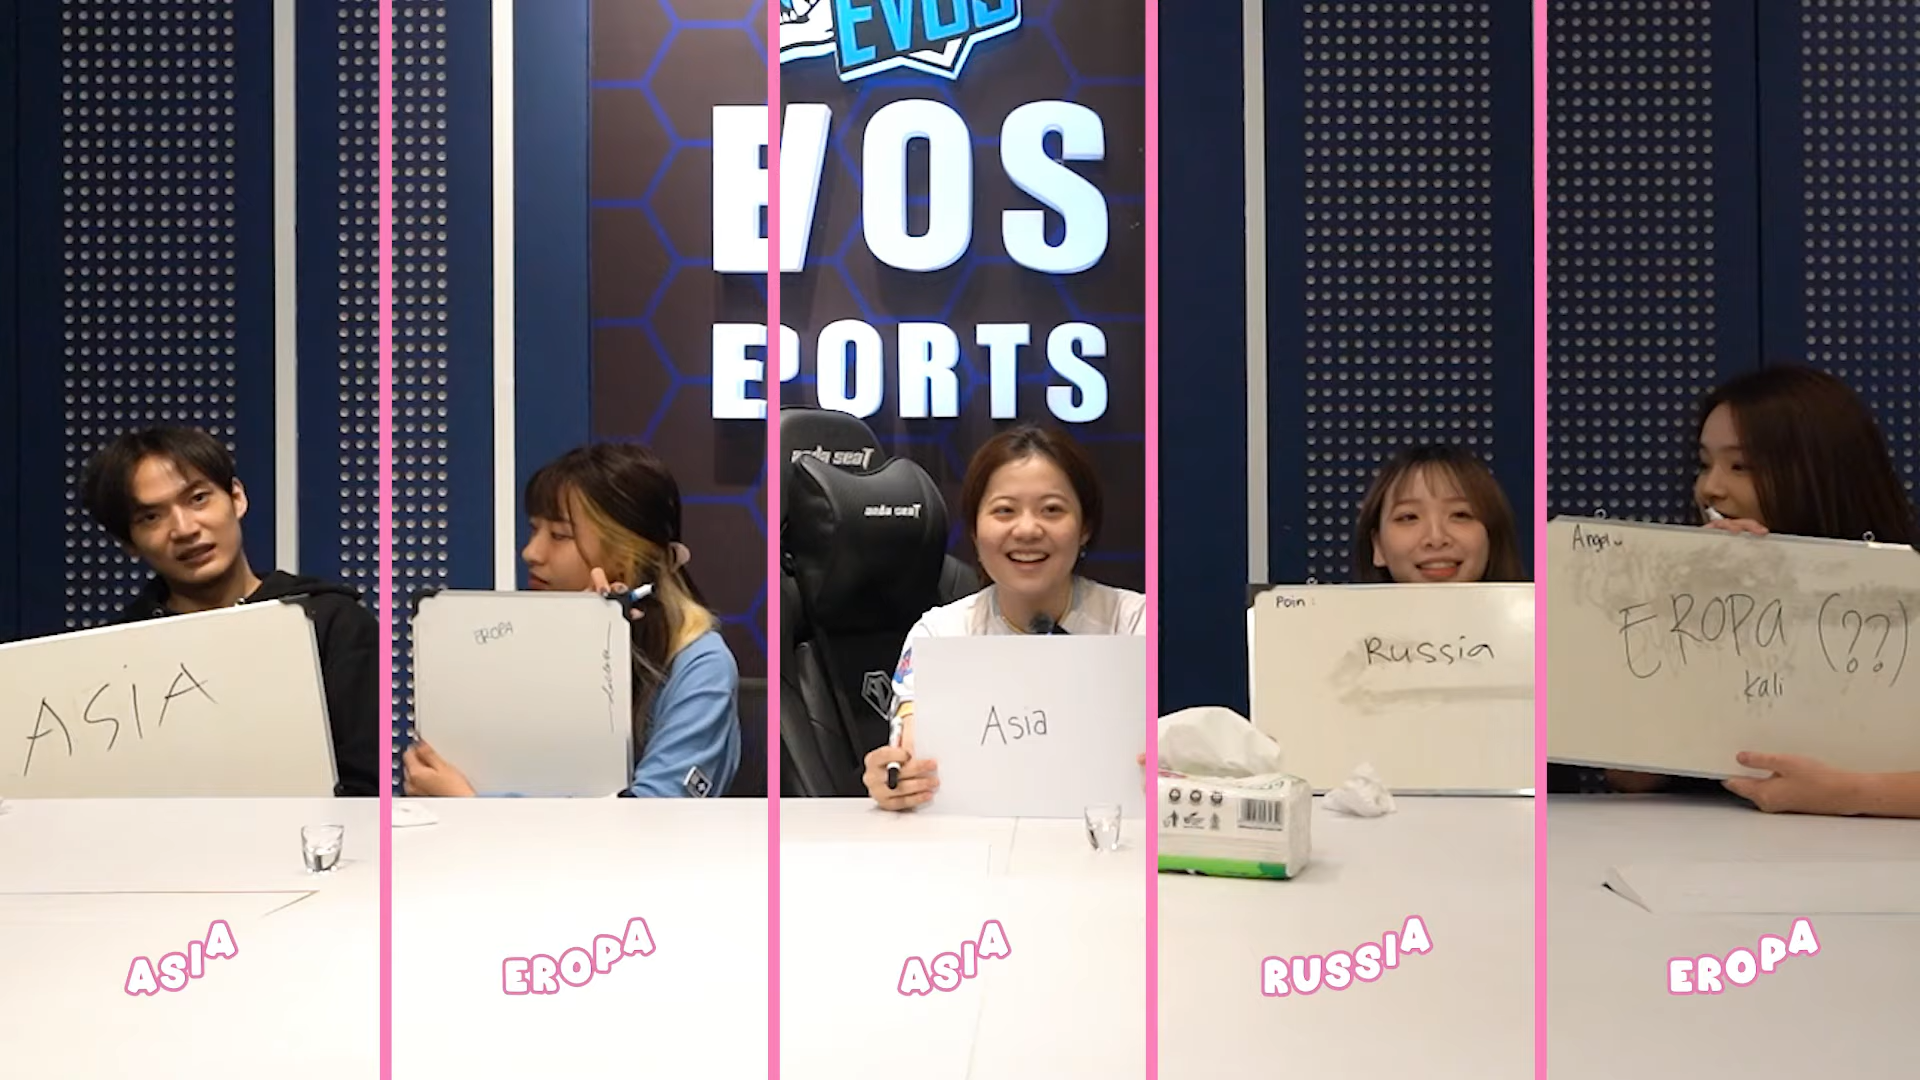 EVOS
EVOS
EPORTS
anda seaT
anda seaT
ASIA
EROPA
Asia
Poin :
Russia
Angel
EROPA (??)
kali
ASIA
EROPA
ASIA
RUSSIA
EROPA